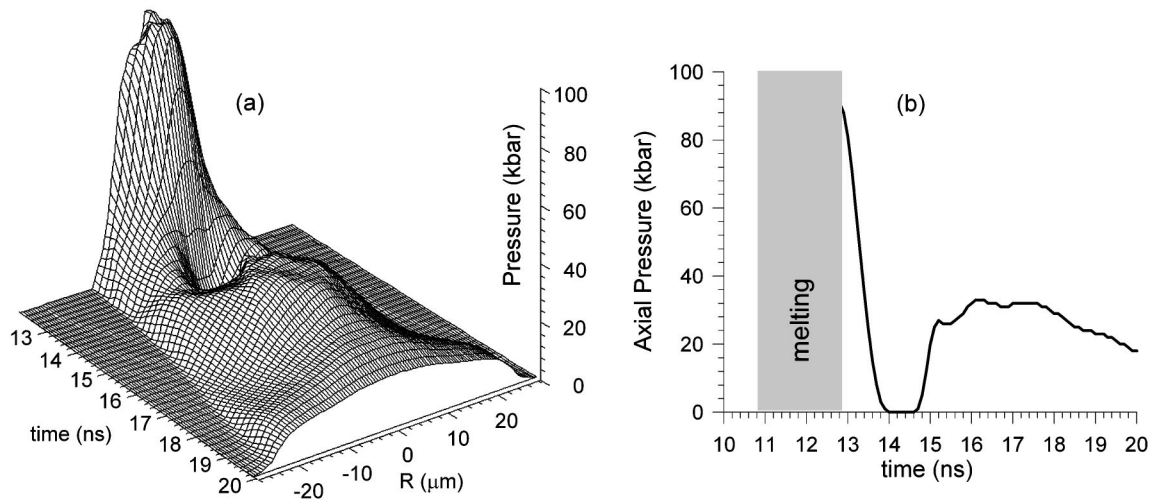 (a)
100
80
60
40
20
0
Pressure (kbar)
13
14
15
16
17
18
19
20
time (ns)
-20
-10
0
10
20
R (μm)
(b)
100
80
60
40
20
0
Axial Pressure (kbar)
melting
10 11 12 13 14 15 16 17 18 19 20
time (ns)